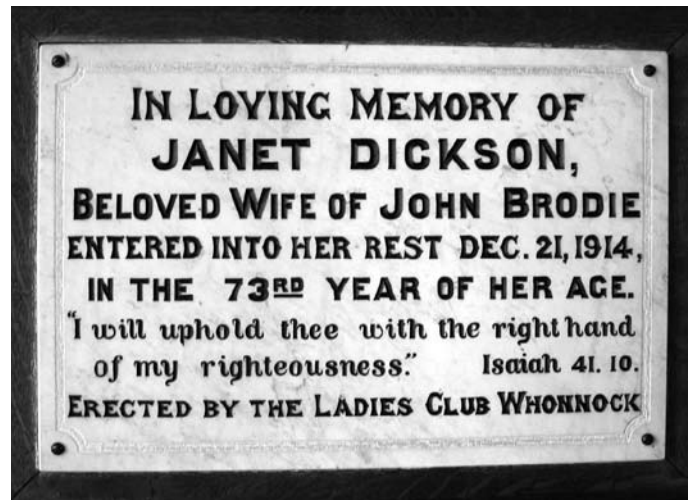 IN LOVING MEMORY OF
JANET DICKSON,
BELOVED WIFE OF JOHN BRODIE
ENTERED INTO HER REST DEC. 21, 1914,
IN THE 73RD YEAR OF HER AGE.
"I will uphold thee with the right hand
of my righteousness." Isaiah 41. 10.
ERECTED BY THE LADIES CLUB WHONNOCK